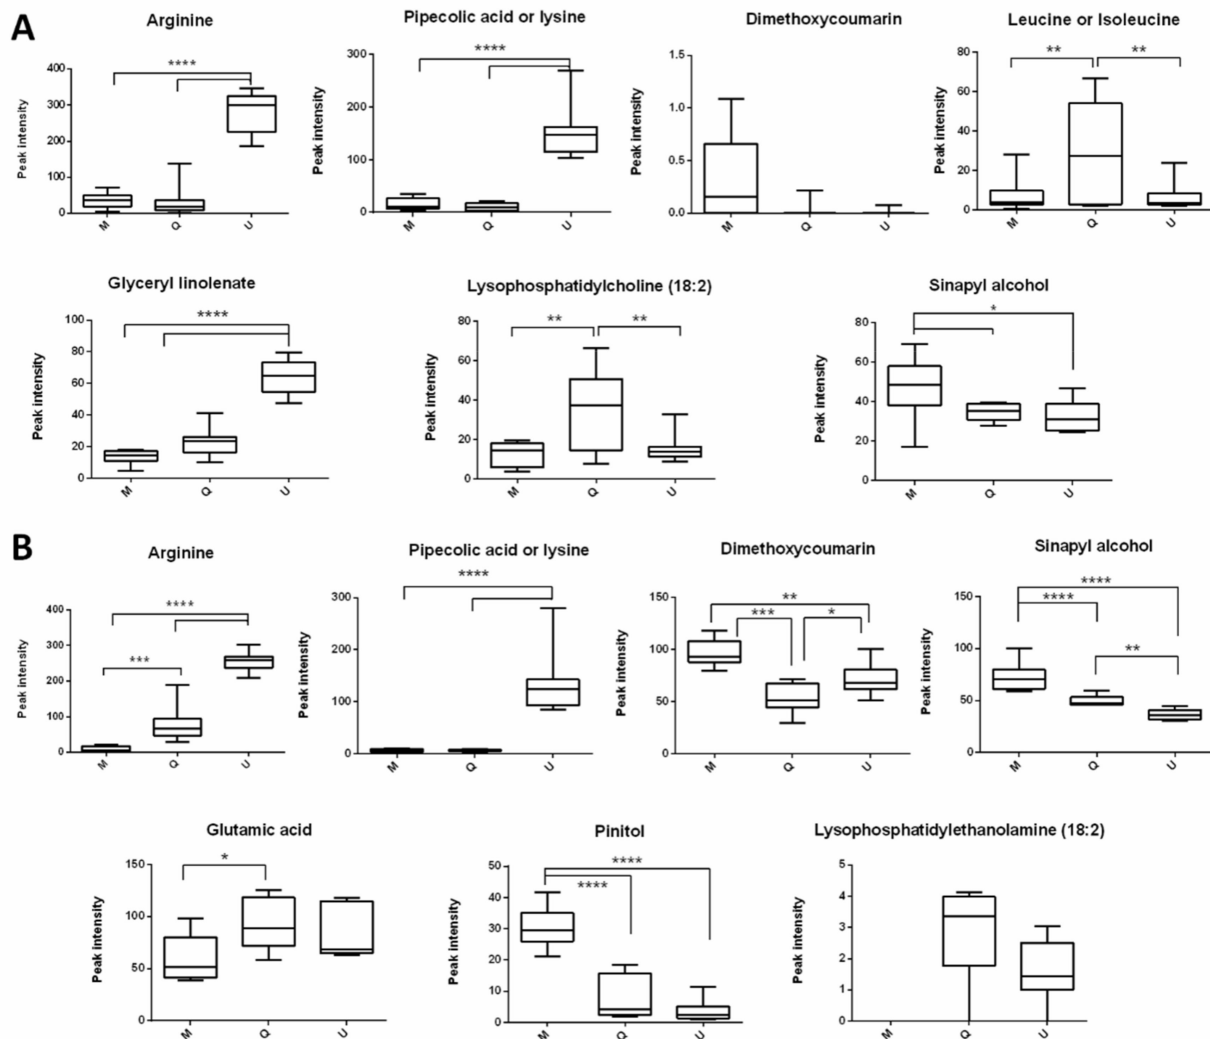 A
Arginine
Peak intensity
400
300
200
100
0
****
M Q U
Pipecolic acid or lysine
Peak intensity
300
200
100
0
****
M Q U
Dimethoxycoumarin
Peak intensity
1.5
1.0
0.5
0.0
M Q U
Leucine or Isoleucine
Peak intensity
80
60
40
20
0
** **
M Q U
Glyceryl linolenate
Peak intensity
100
80
60
40
20
0
****
M Q U
Lysophosphatidylcholine (18:2)
Peak intensity
80
60
40
20
0
** **
M Q U
Sinapyl alcohol
Peak intensity
80
60
40
20
0
*
M Q U
B
Arginine
Peak intensity
400
300
200
100
0
****
***
M Q U
Pipecolic acid or lysine
Peak intensity
300
200
100
0
****
M Q U
Dimethoxycoumarin
Peak intensity
150
100
50
0
**
*** *
M Q U
Sinapyl alcohol
Peak intensity
150
100
50
0
****
****
**
M Q U
Glutamic acid
Peak intensity
150
100
50
0
*
M Q U
Pinitol
Peak intensity
50
40
30
20
10
0
****
****
M Q U
Lysophosphatidylethanolamine (18:2)
Peak intensity
5
4
3
2
1
0
M Q U